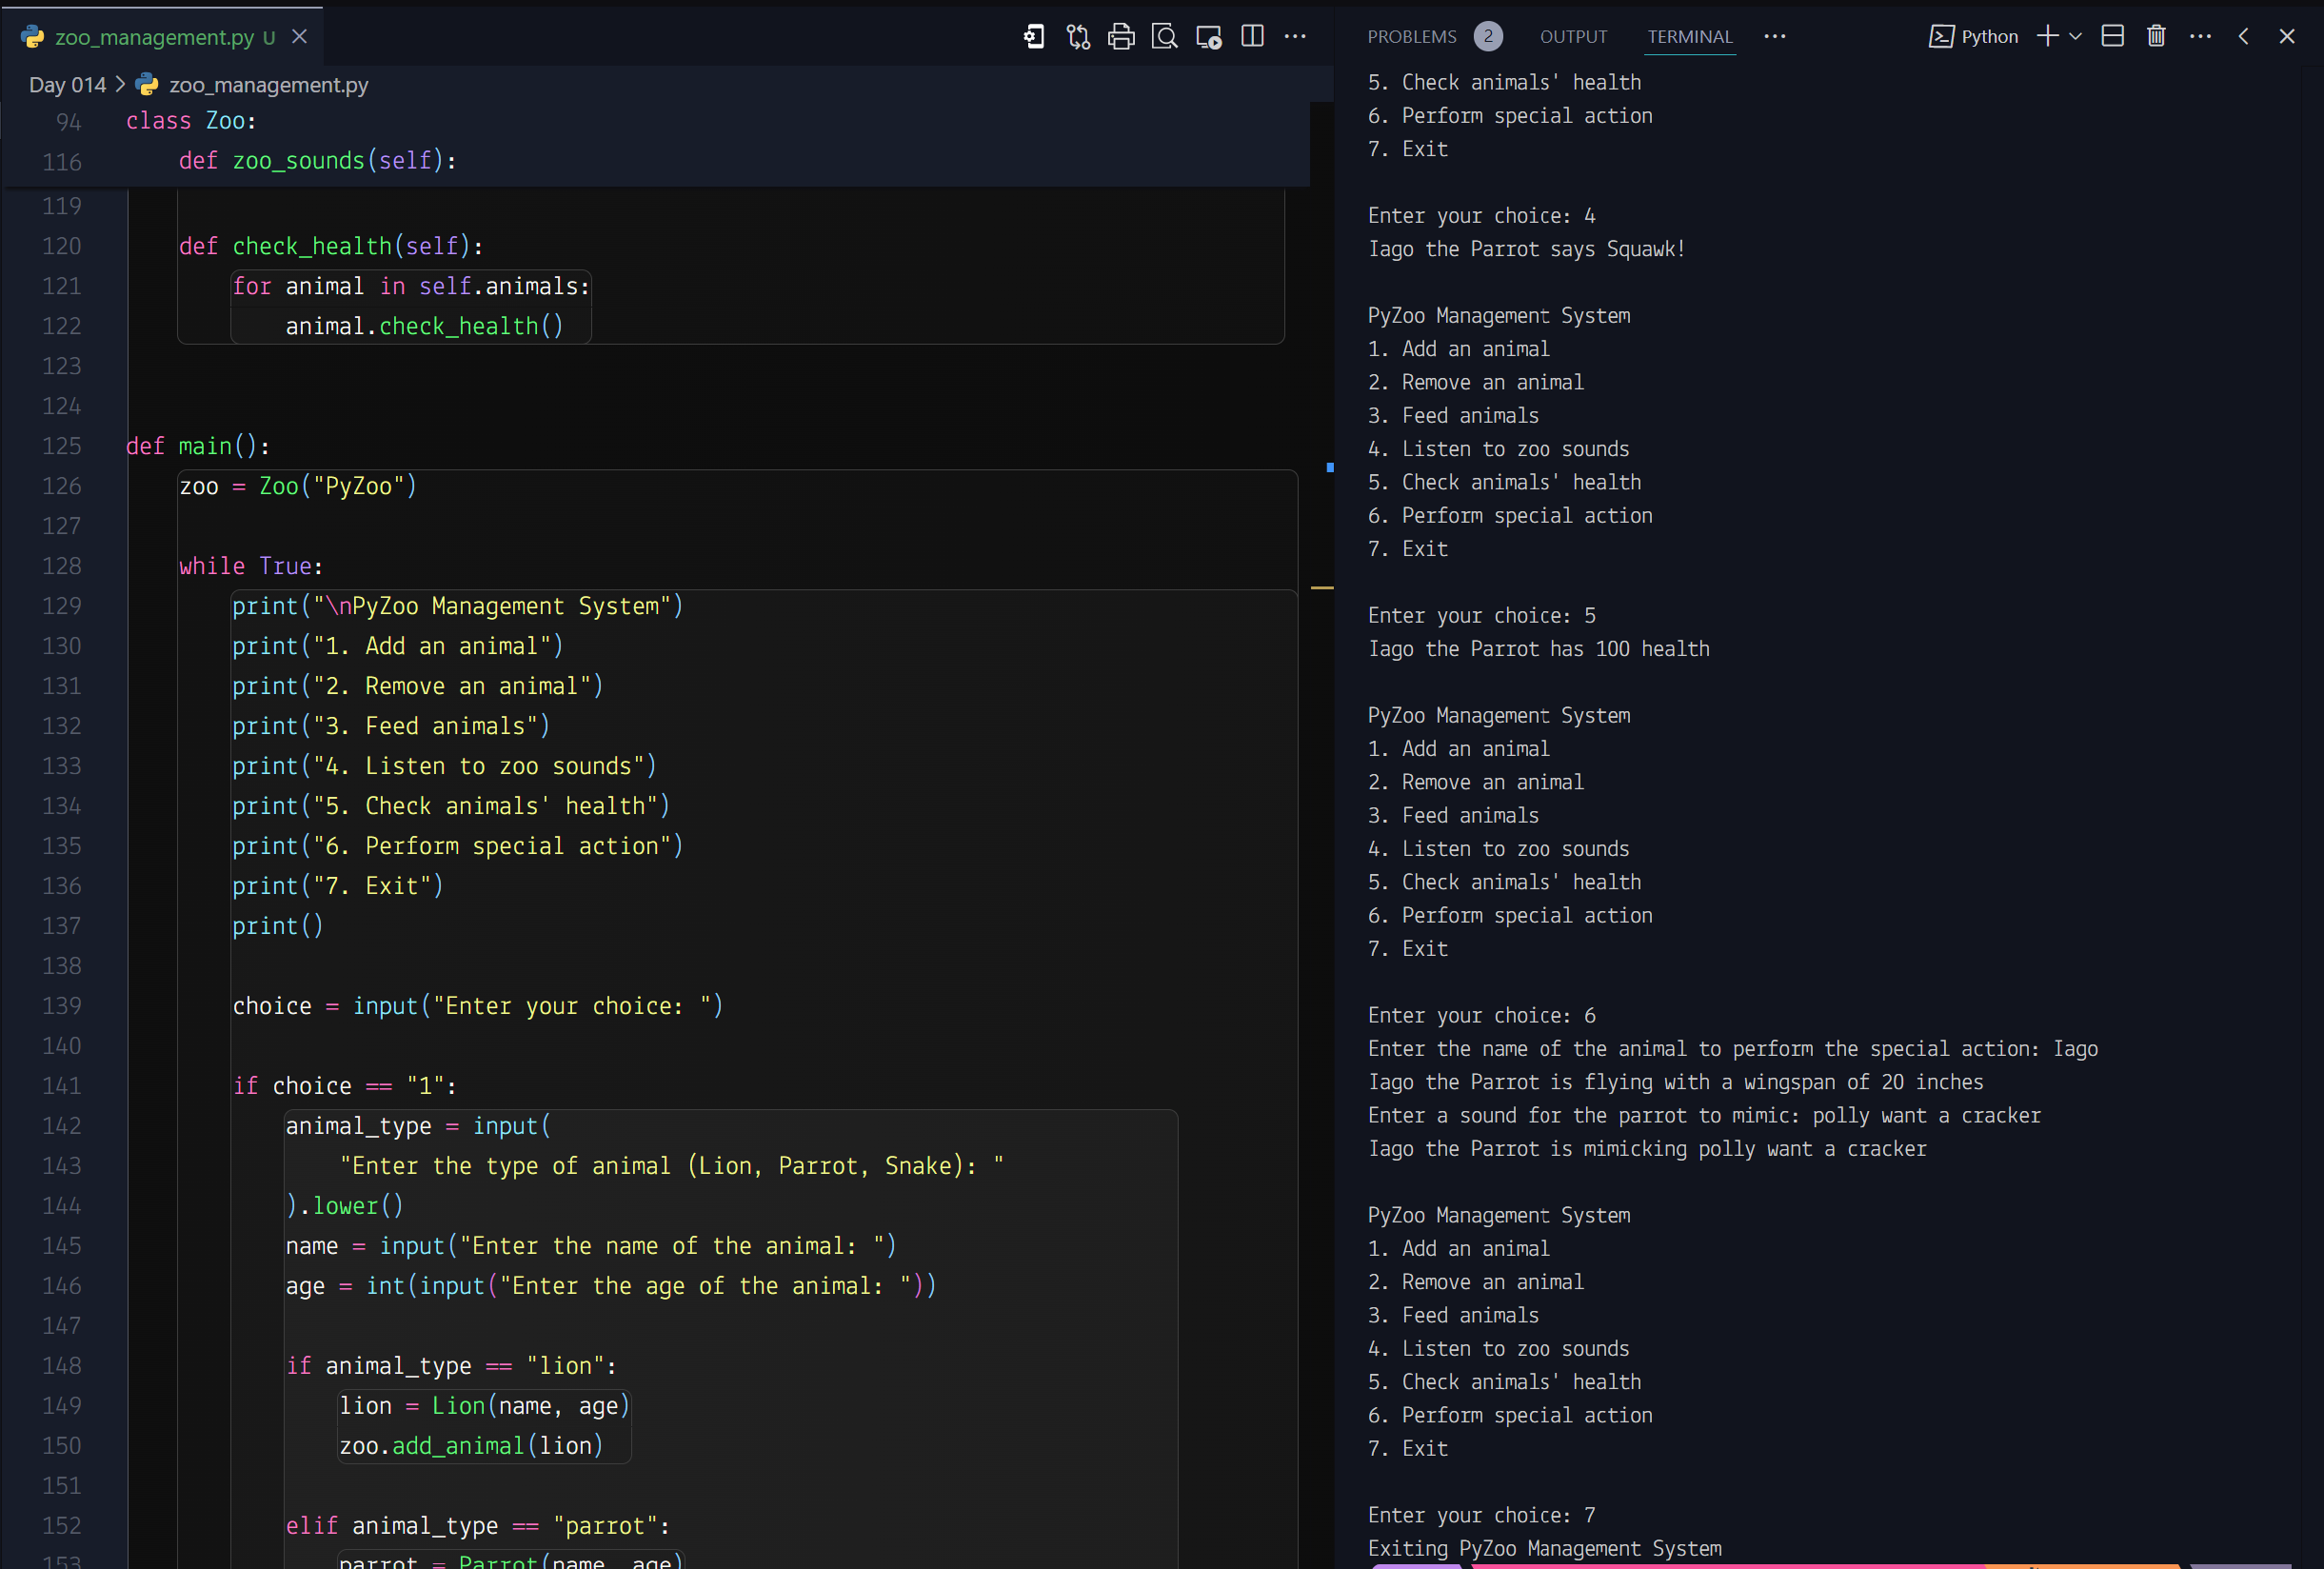 zoo_management.py U
Day 014 > zoo_management.py
94 class Zoo:
116 def zoo_sounds(self):
119
120 def check_health(self):
121 for animal in self.animals:
122 animal.check_health()
123
124
125 def main():
126 zoo = Zoo("PyZoo")
127
128 while True:
129 print("\nPyZoo Management System")
130 print("1. Add an animal")
131 print("2. Remove an animal")
132 print("3. Feed animals")
133 print("4. Listen to zoo sounds")
134 print("5. Check animals' health")
135 print("6. Perform special action")
136 print("7. Exit")
137 print()
138
139 choice = input("Enter your choice: ")
140
141 if choice == "1":
142 animal_type = input(
143 "Enter the type of animal (Lion, Parrot, Snake): "
144 ).lower()
145 name = input("Enter the name of the animal: ")
146 age = int(input("Enter the age of the animal: "))
147
148 if animal_type == "lion":
149 lion = Lion(name, age)
150 zoo.add_animal(lion)
151
152 elif animal_type == "parrot":
153 parrot = Parrot(name, age)
PROBLEMS 2 OUTPUT TERMINAL Python
5. Check animals' health
6. Perform special action
7. Exit
Enter your choice: 4
Iago the Parrot says Squawk!
PyZoo Management System
1. Add an animal
2. Remove an animal
3. Feed animals
4. Listen to zoo sounds
5. Check animals' health
6. Perform special action
7. Exit
Enter your choice: 5
Iago the Parrot has 100 health
PyZoo Management System
1. Add an animal
2. Remove an animal
3. Feed animals
4. Listen to zoo sounds
5. Check animals' health
6. Perform special action
7. Exit
Enter your choice: 6
Enter the name of the animal to perform the special action: Iago
Iago the Parrot is flying with a wingspan of 20 inches
Enter a sound for the parrot to mimic: polly want a cracker
Iago the Parrot is mimicking polly want a cracker
PyZoo Management System
1. Add an animal
2. Remove an animal
3. Feed animals
4. Listen to zoo sounds
5. Check animals' health
6. Perform special action
7. Exit
Enter your choice: 7
Exiting PyZoo Management System